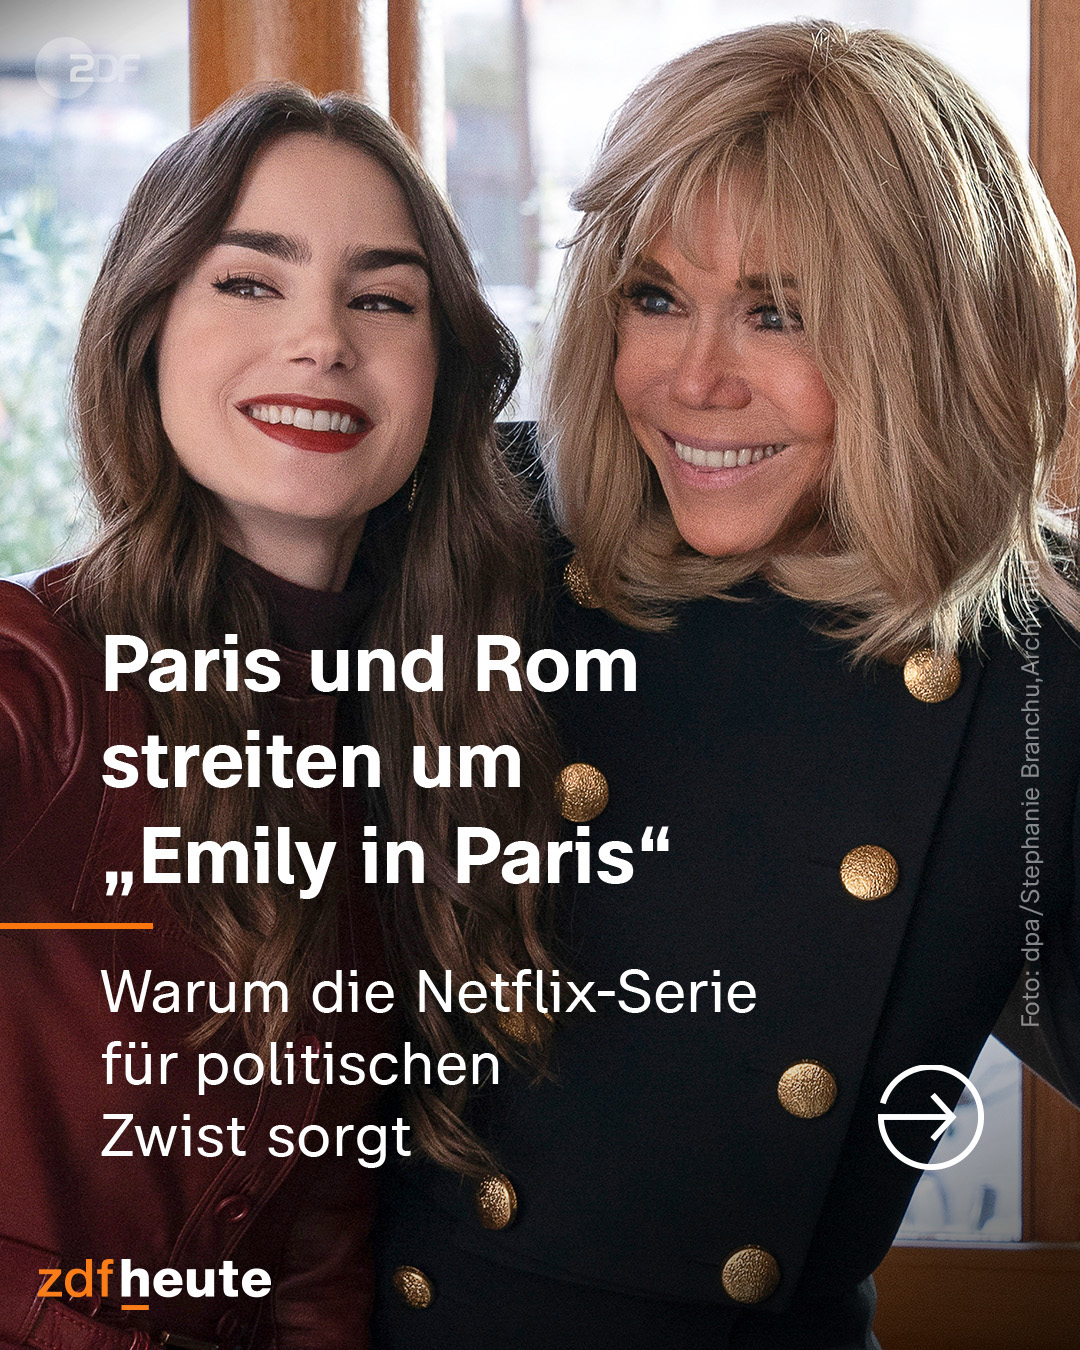 ZDF
Paris und Rom
streiten um
„Emily in Paris“
Warum die Netflix-Serie
für politischen
Zwist sorgt
Foto: dpa/Stephanie Branchu,Archivbild
zdfheute